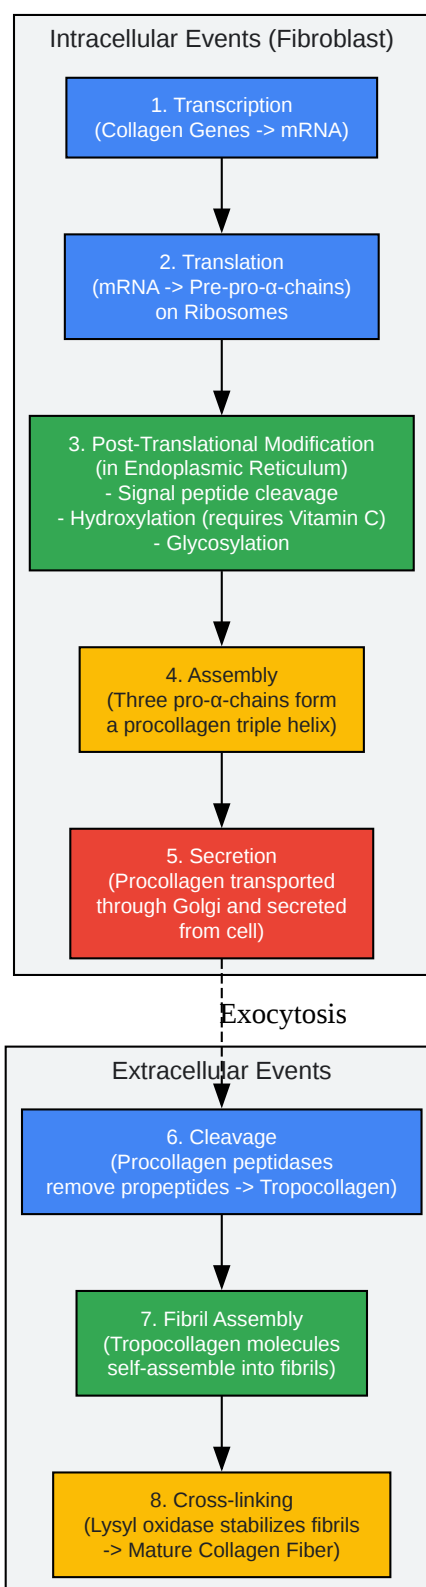 Intracellular Events (Fibroblast)
1. Transcription
(Collagen Genes -> mRNA)
2. Translation
(mRNA -> Pre-pro-α-chains)
on Ribosomes
3. Post-Translational Modification
(in Endoplasmic Reticulum)
- Signal peptide cleavage
- Hydroxylation (requires Vitamin C)
- Glycosylation
4. Assembly
(Three pro-α-chains form
a procollagen triple helix)
5. Secretion
(Procollagen transported
through Golgi and secreted
from cell)
Exocytosis
Extracellular Events
6. Cleavage
(Procollagen peptidases
remove propeptides -> Tropocollagen)
7. Fibril Assembly
(Tropocollagen molecules
self-assemble into fibrils)
8. Cross-linking
(Lysyl oxidase stabilizes fibrils
-> Mature Collagen Fiber)